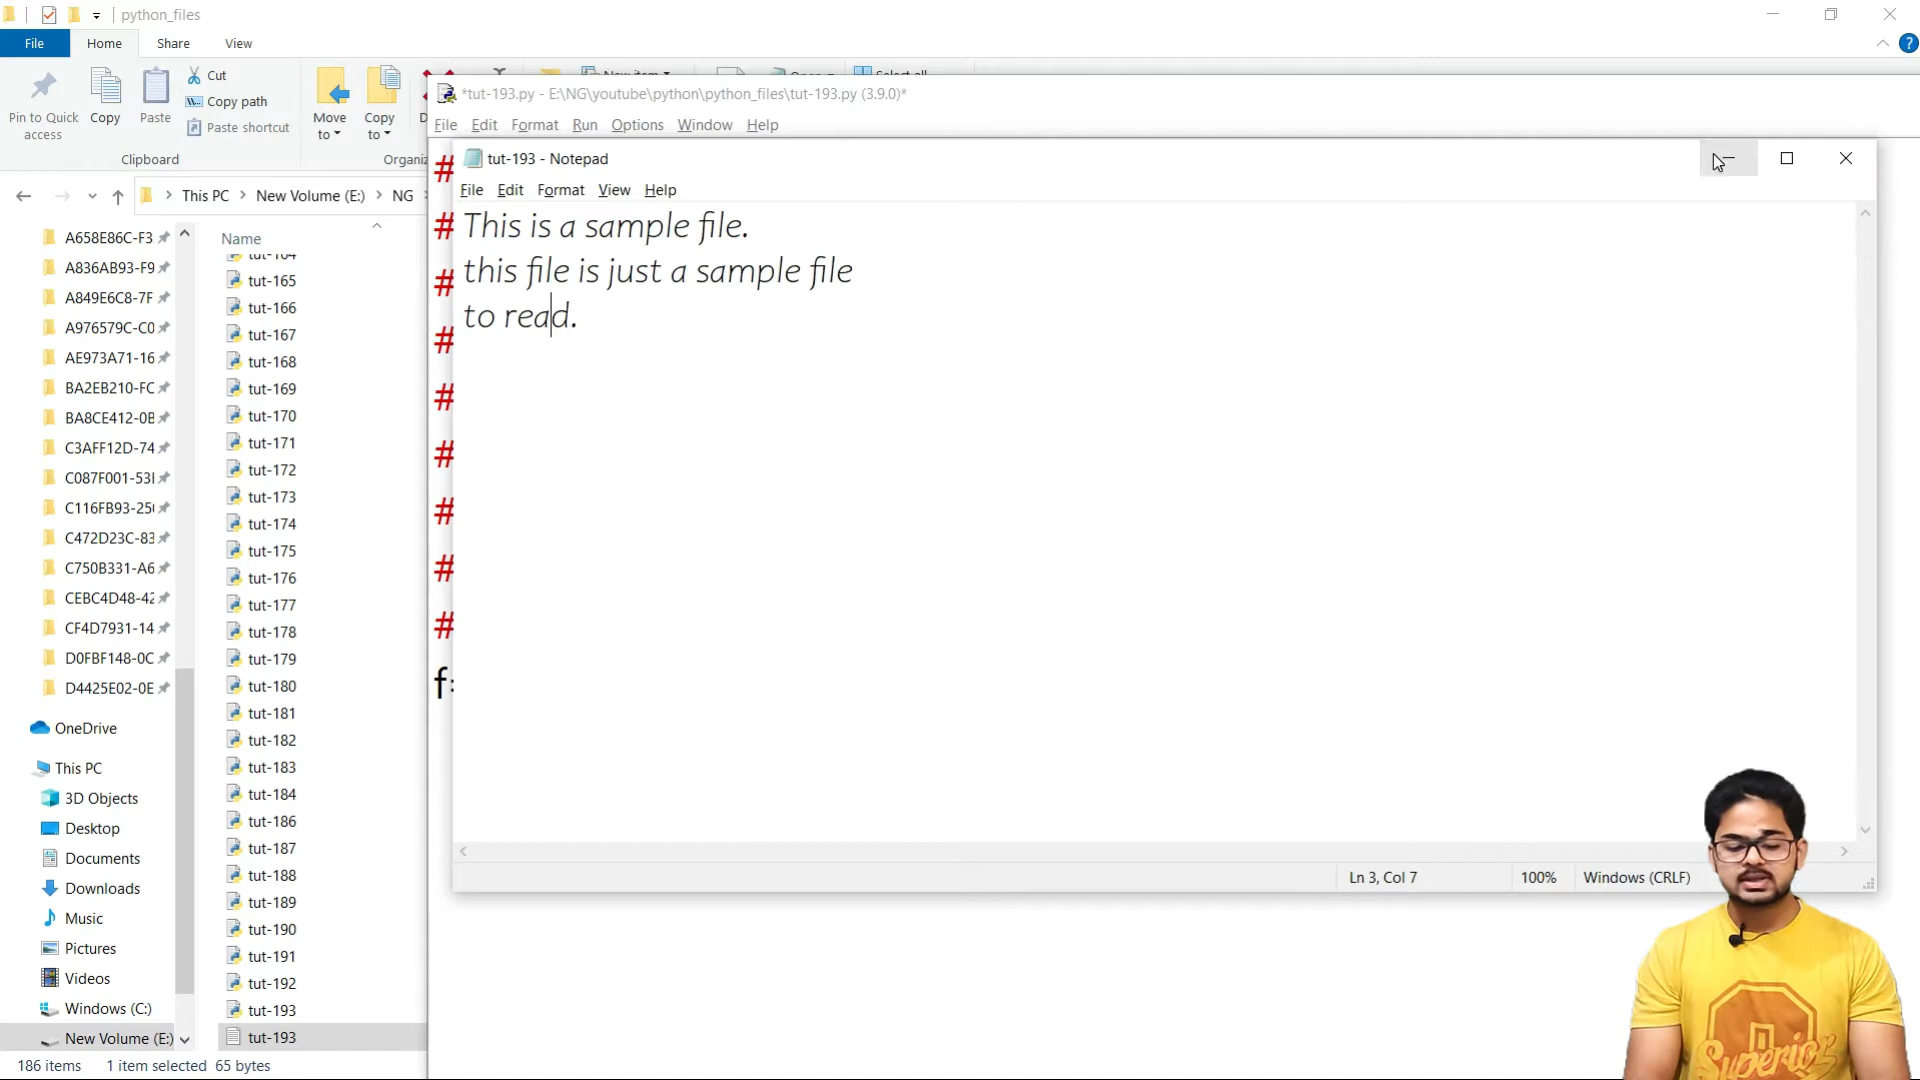 python_files
File Home Share View
Pin to Quick access
Copy
Paste
Cut
Copy path
Paste shortcut
Clipboard
Move to
Copy to
Organiz
New item
Open
Select all
This PC > New Volume (E:) > NG
*tut-193.py - E:\NG\youtube\python\python_files\tut-193.py (3.9.0)*
File Edit Format Run Options Window Help
#
#
#
#
#
#
#
#
#
f=
tut-193 - Notepad
File Edit Format View Help
This is a sample file.
this file is just a sample file
to read.
Ln 3, Col 7 100% Windows (CRLF)
A658E86C-F3
A836AB93-F9
A849E6C8-7F
A976579C-C0
AE973A71-16
BA2EB210-FC
BA8CE412-0B
C3AFF12D-74
C087F001-53
C116FB93-25
C472D23C-83
C750B331-A6
CEBC4D48-42
CF4D7931-14
D0FBF148-0C
D4425E02-0E
OneDrive
This PC
3D Objects
Desktop
Documents
Downloads
Music
Pictures
Videos
Windows (C:)
New Volume (E:)
Name
tut-164
tut-165
tut-166
tut-167
tut-168
tut-169
tut-170
tut-171
tut-172
tut-173
tut-174
tut-175
tut-176
tut-177
tut-178
tut-179
tut-180
tut-181
tut-182
tut-183
tut-184
tut-186
tut-187
tut-188
tut-189
tut-190
tut-191
tut-192
tut-193
tut-193
186 items 1 item selected 65 bytes
Superior